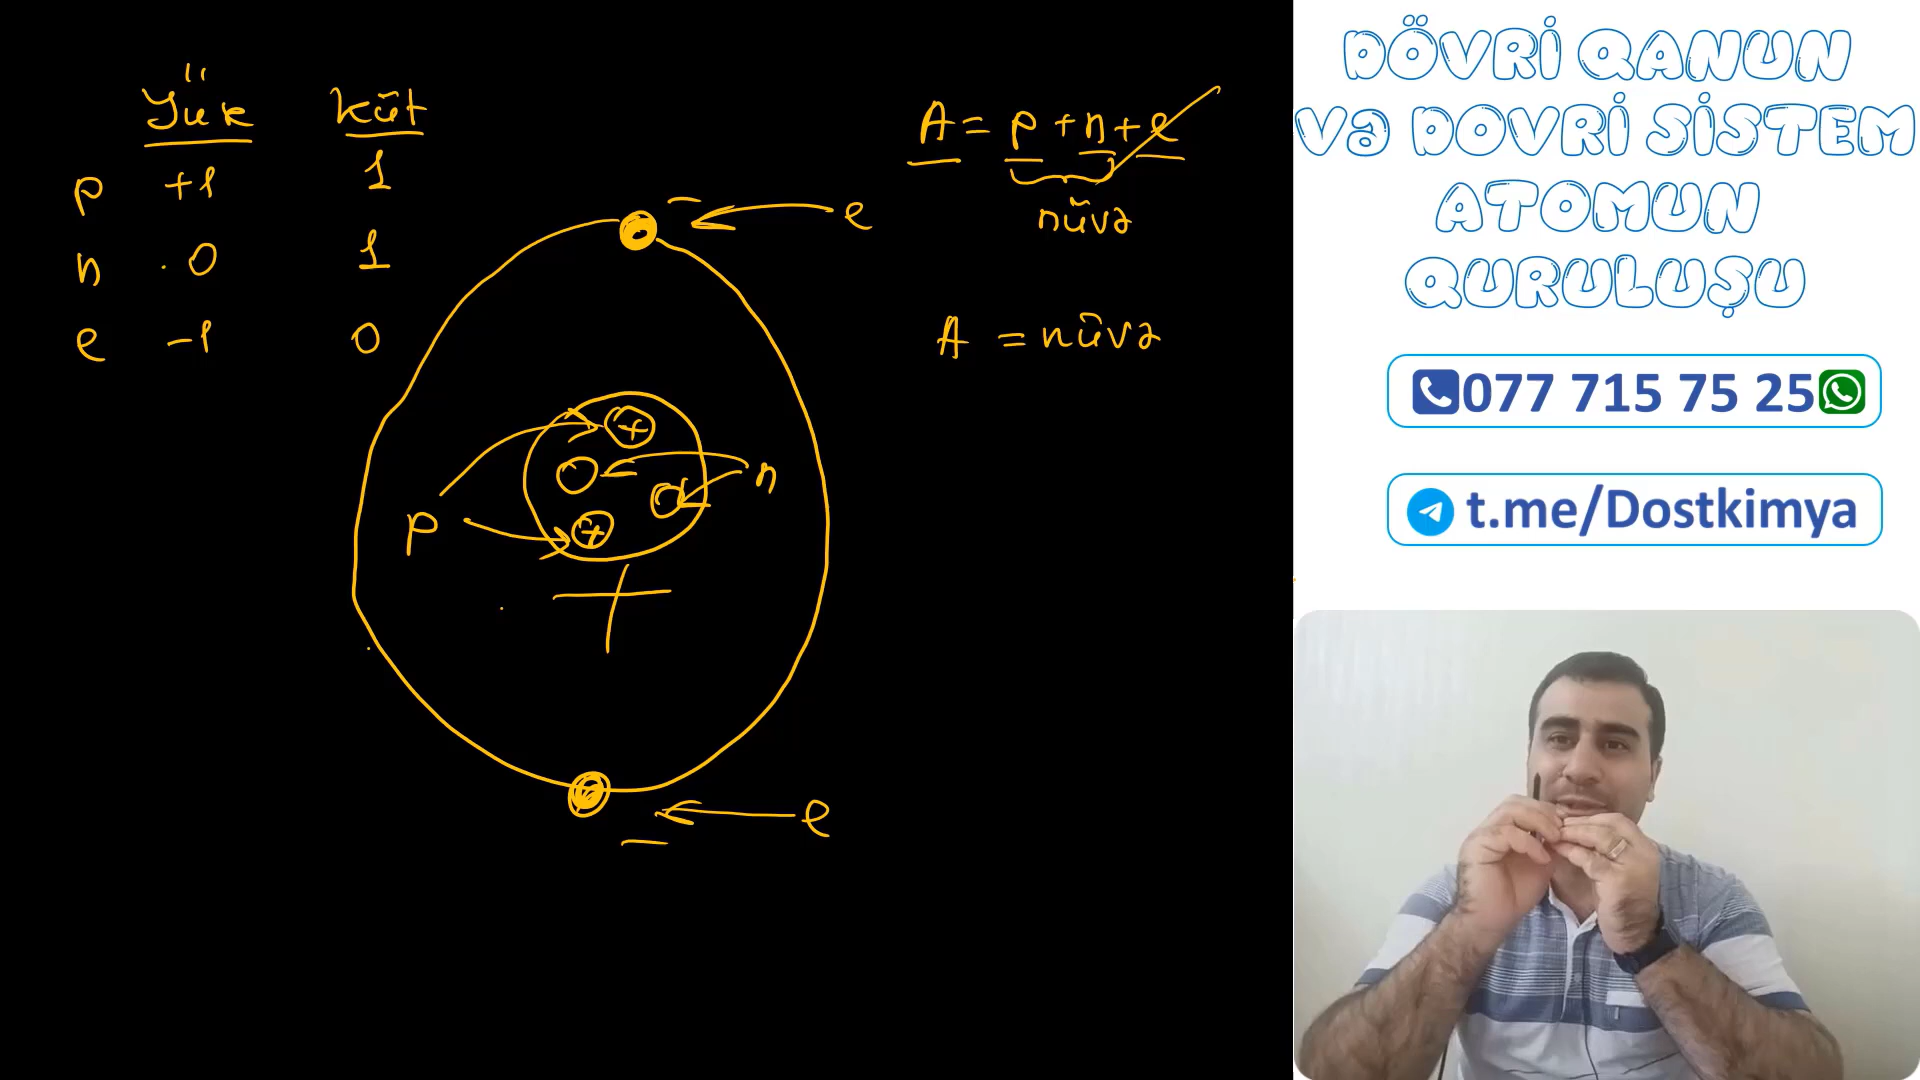 Yük Küt
p +1 1
n 0 1
e -1 0
A = p + n + e
nüvə
A = nüvə
e
p
n
+
+
e
DÖVRİ QANUN
VƏ DÖVRİ SİSTEM
ATOMUN
QURULUŞU
077 715 75 25
t.me/Dostkimya